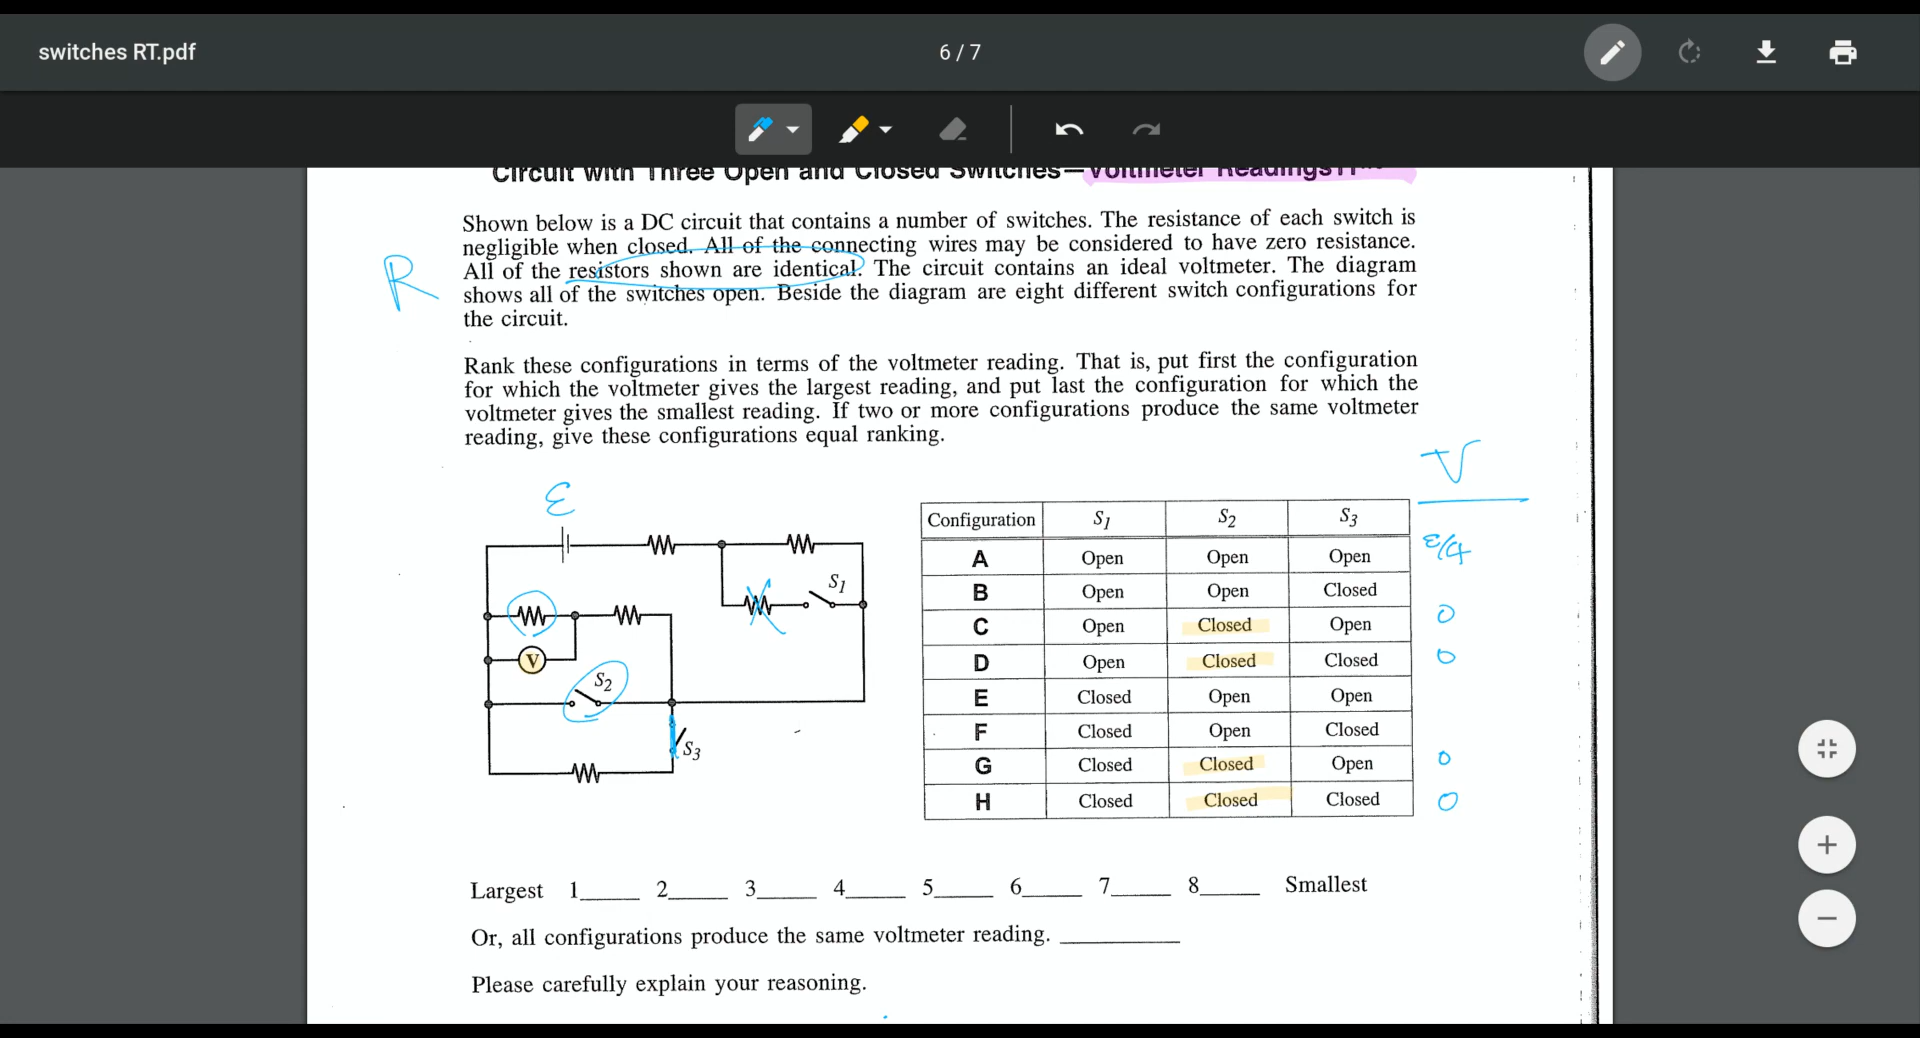 switches RT.pdf
6 / 7
Circuit with Three Open and Closed Switches—Voltmeter Readings
Shown below is a DC circuit that contains a number of switches. The resistance of each switch is
negligible when closed. All of the connecting wires may be considered to have zero resistance.
All of the resistors shown are identical. The circuit contains an ideal voltmeter. The diagram
shows all of the switches open. Beside the diagram are eight different switch configurations for
the circuit.
R
Rank these configurations in terms of the voltmeter reading. That is, put first the configuration
for which the voltmeter gives the largest reading, and put last the configuration for which the
voltmeter gives the smallest reading. If two or more configurations produce the same voltmeter
reading, give these configurations equal ranking.
V
ε
S1
V
S2
S3
Configuration S1 S2 S3
A Open Open Open ε/4
B Open Open Closed
C Open Closed Open 0
D Open Closed Closed 0
E Closed Open Open
F Closed Open Closed
G Closed Closed Open 0
H Closed Closed Closed 0
Largest 1_____ 2_____ 3_____ 4_____ 5_____ 6_____ 7_____ 8_____ Smallest
Or, all configurations produce the same voltmeter reading. __________
Please carefully explain your reasoning.